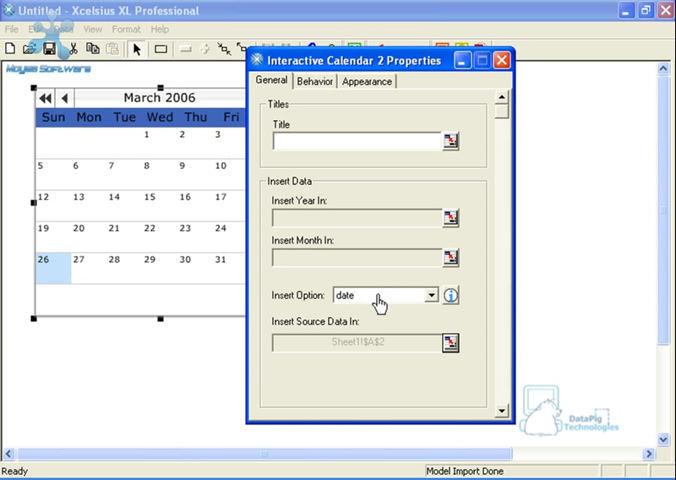 Untitled - Xcelsius XL Professional
File Edit Data View Format Help
Moyea Software
March 2006
Sun Mon Tue Wed Thu Fri
1 2 3
5 6 7 8 9 10
12 13 14 15 16 17
19 20 21 22 23 24
26 27 28 29 30 31
Interactive Calendar 2 Properties
General Behavior Appearance
Titles
Title
Insert Data
Insert Year In:
Insert Month In:
Insert Option: date
Insert Source Data In:
Sheet1!$A$2
DataPig
Technologies
Ready
Model Import Done